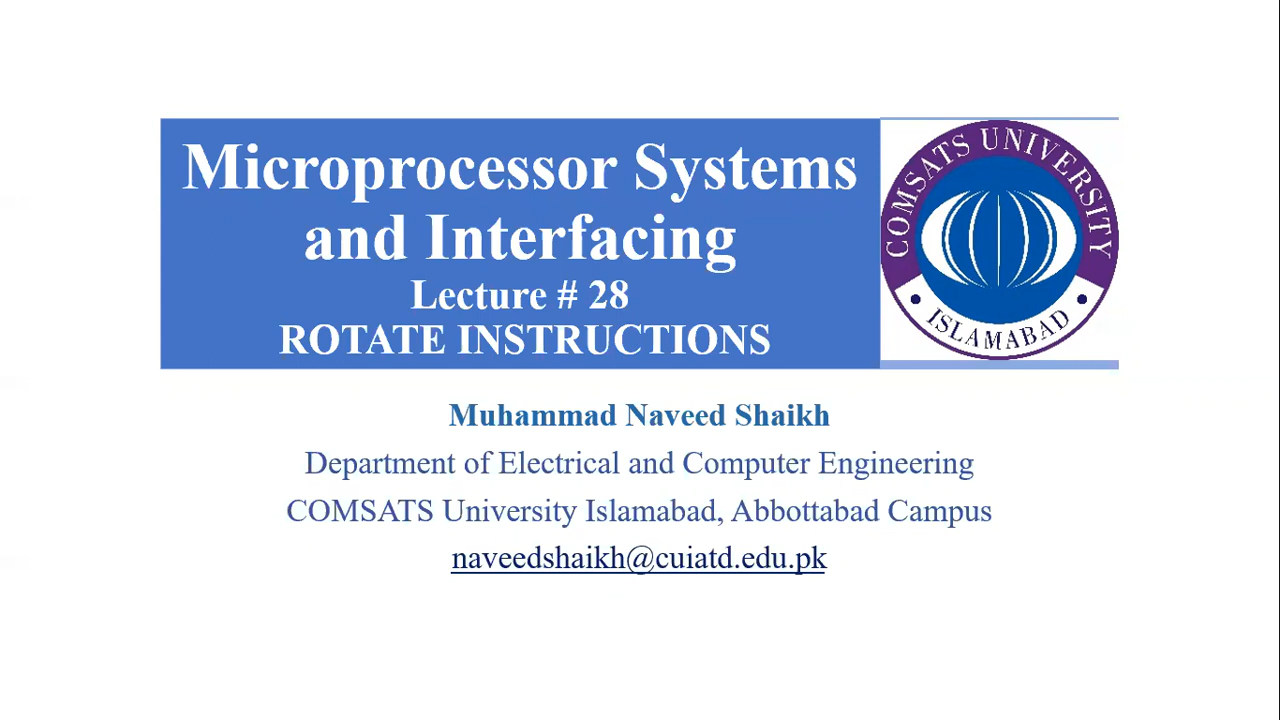 Microprocessor Systems
and Interfacing
Lecture # 28
ROTATE INSTRUCTIONS
COMSATS UNIVERSITY
ISLAMABAD
Muhammad Naveed Shaikh
Department of Electrical and Computer Engineering
COMSATS University Islamabad, Abbottabad Campus
naveedshaikh@cuiatd.edu.pk